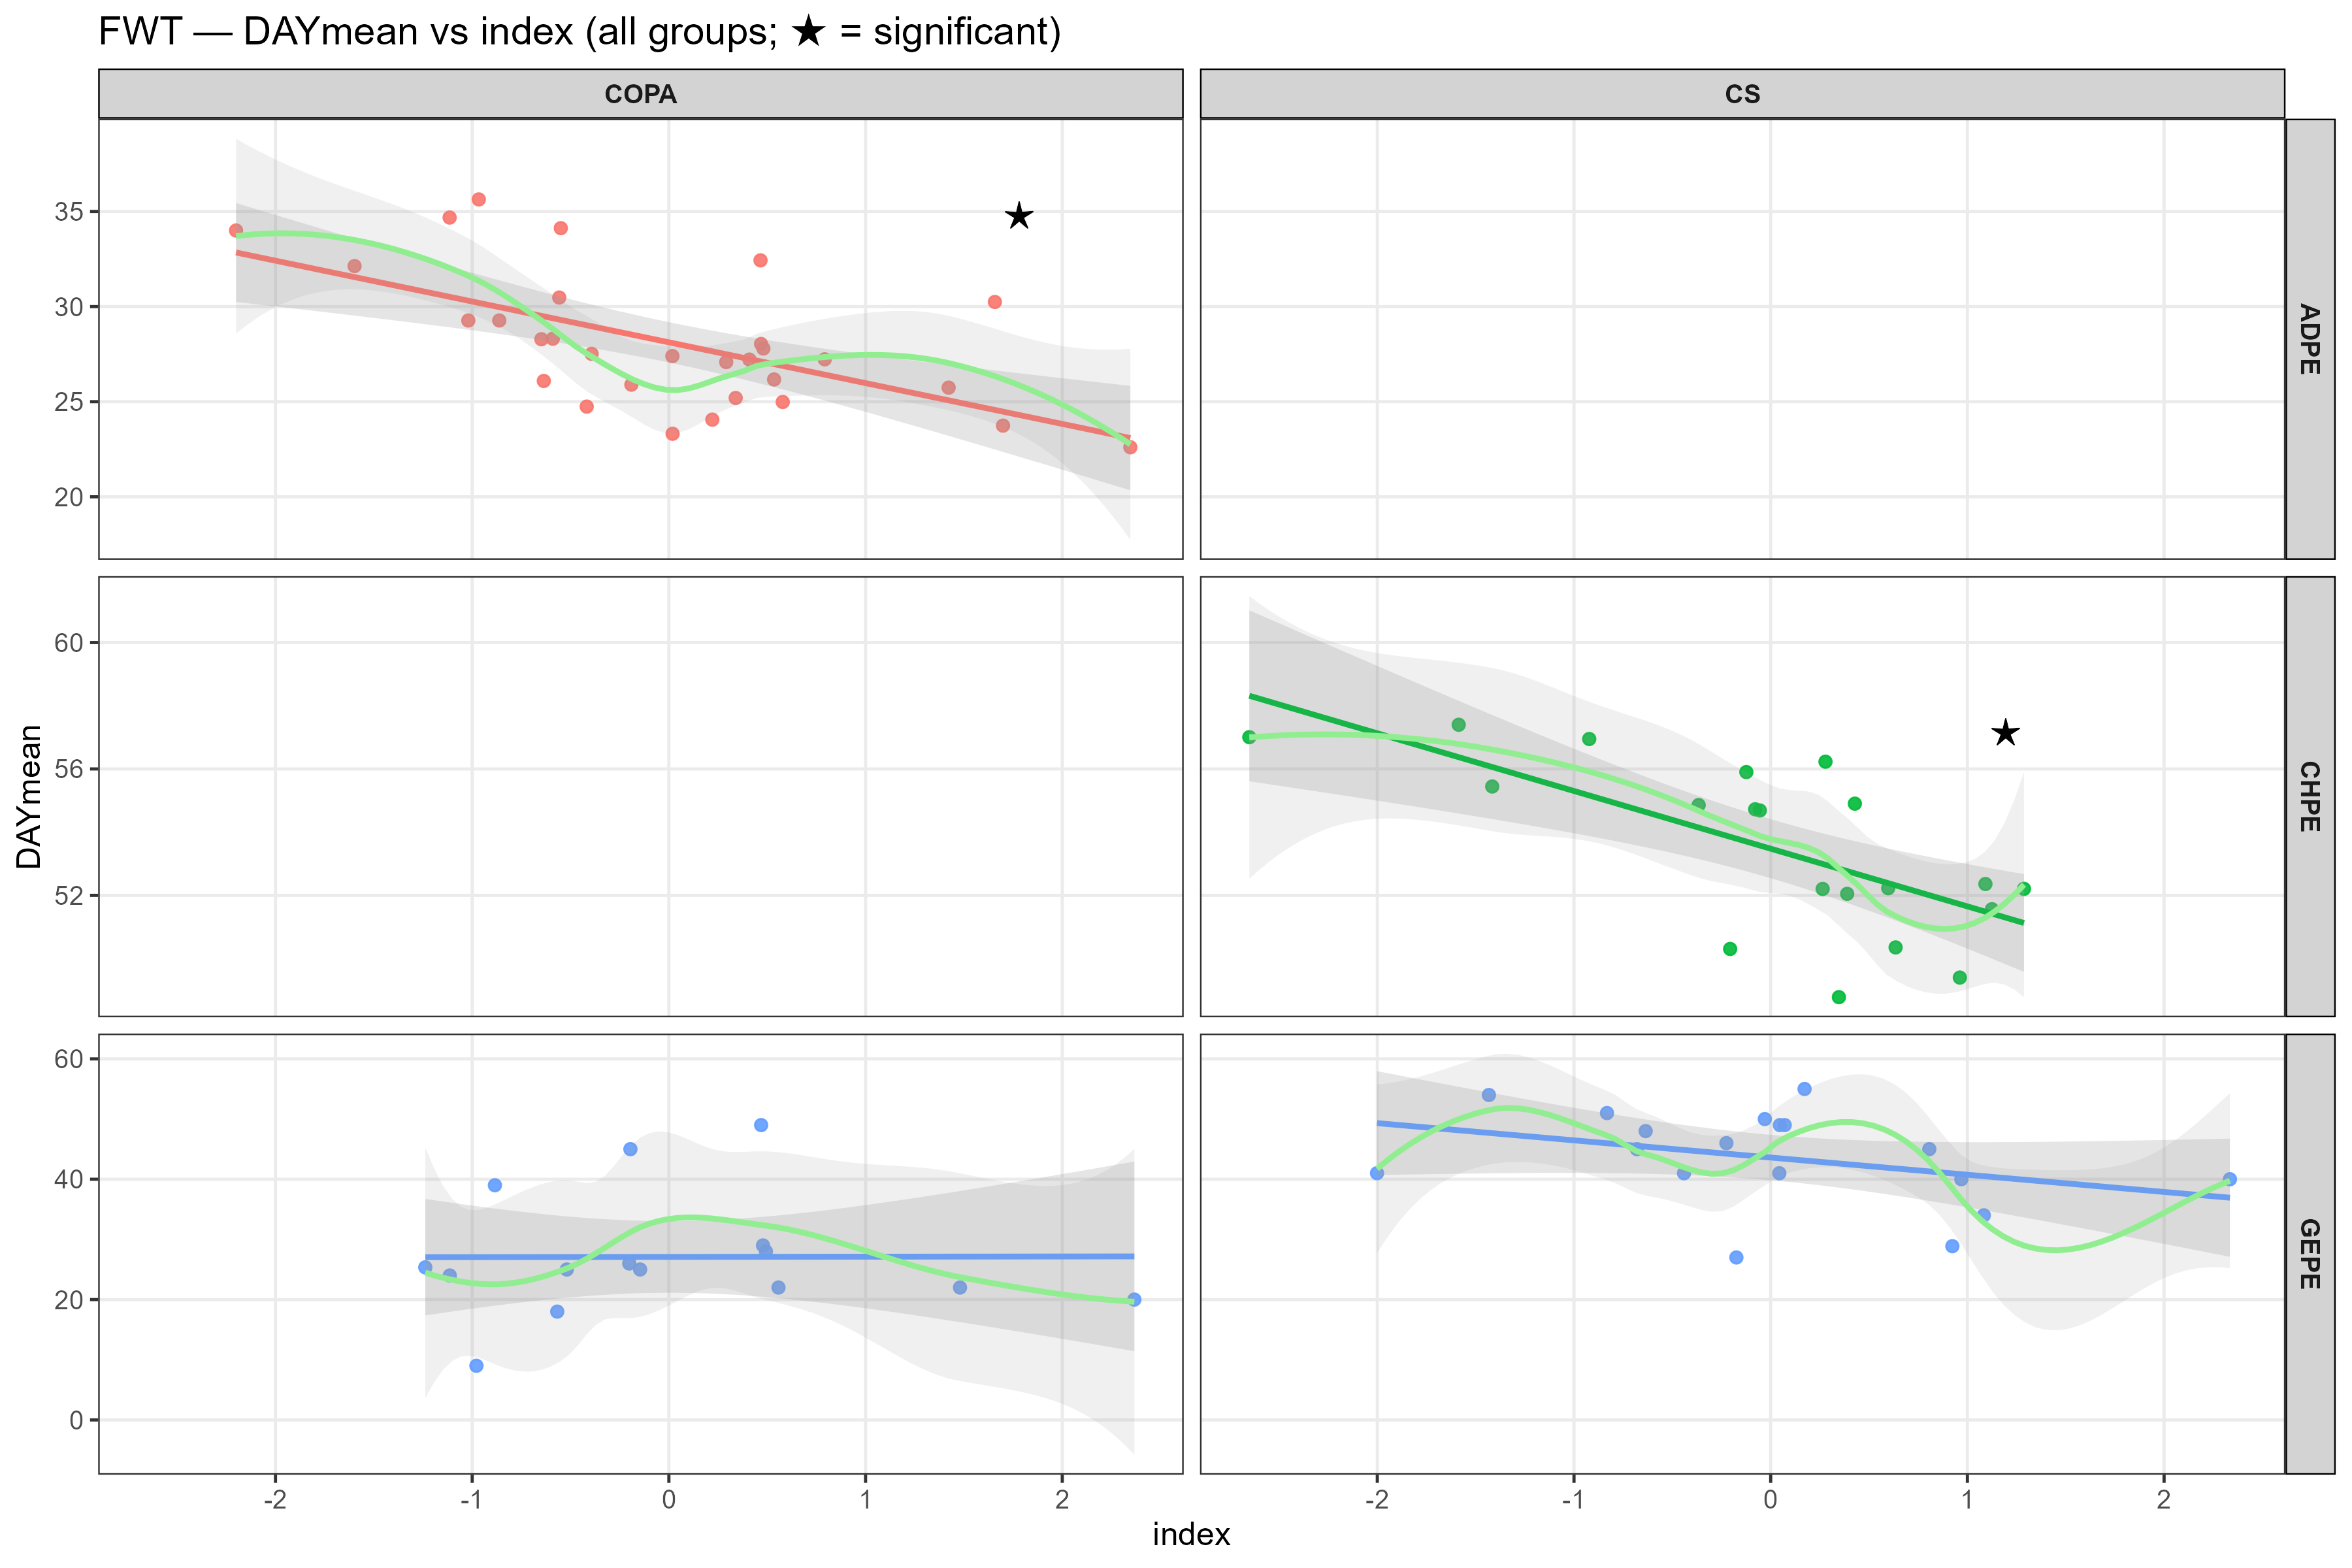 FWT — DAYmean vs index (all groups; ★ = significant)
COPA
CS
35
30
25
20
ADPE
60
56
52
CHPE
60
40
20
0
GEPE
DAYmean
-2 -1 0 1 2
-2 -1 0 1 2
index